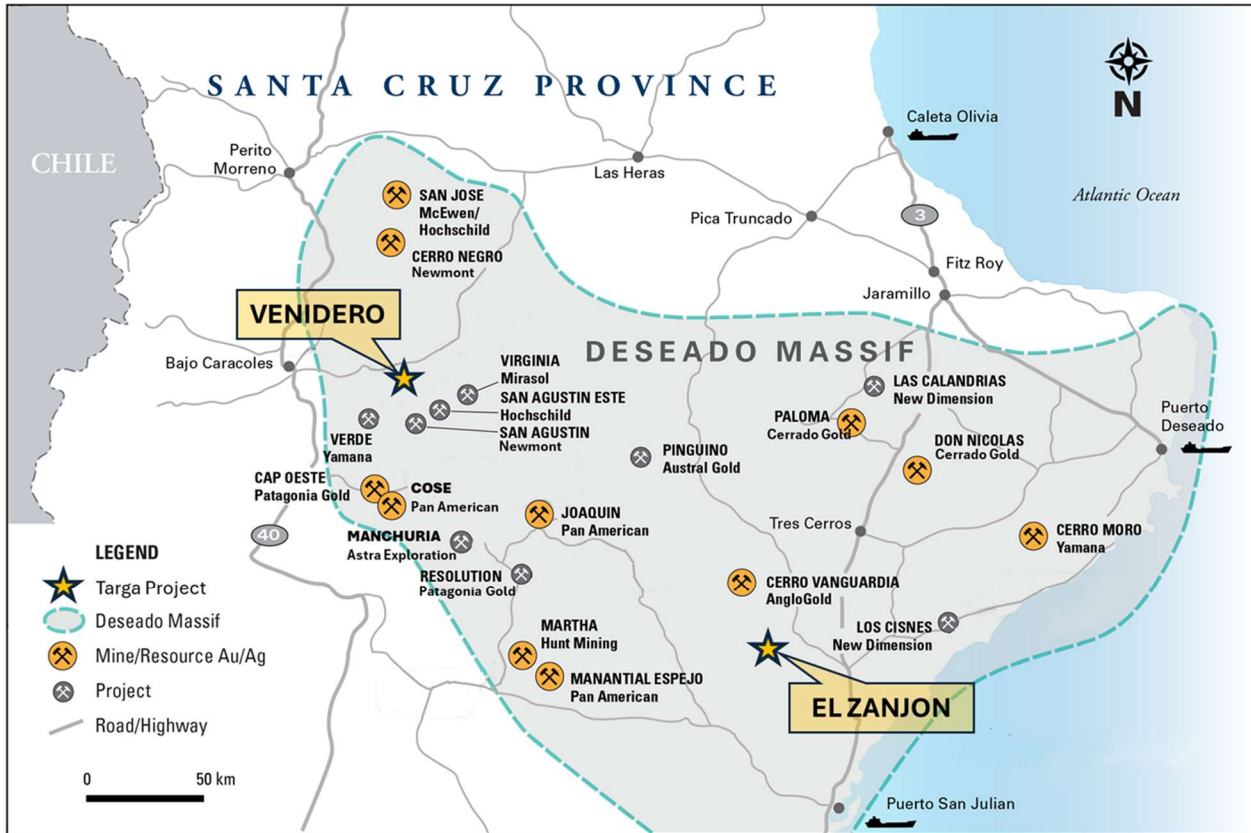 SANTA CRUZ PROVINCE
N
CHILE
Caleta Olivia
Perito
Morreno
Las Heras
Atlantic Ocean
SAN JOSE
McEwen/
Hochschild
Pica Truncado
3
CERRO NEGRO
Newmont
Fitz Roy
Jaramillo
VENIDERO
DESEADO MASSIF
Bajo Caracoles
VIRGINIA
Mirasol
SAN AGUSTIN ESTE
Hochschild
SAN AGUSTIN
Newmont
VERDE
Yamana
LAS CALANDRIAS
New Dimension
PALOMA
Cerrado Gold
DON NICOLAS
Cerrado Gold
Puerto
Deseado
PINGUINO
Austral Gold
CAP OESTE
Patagonia Gold
COSE
Pan American
JOAQUIN
Pan American
Tres Cerros
CERRO MORO
Yamana
40
MANCHURIA
Astra Exploration
RESOLUTION
Patagonia Gold
CERRO VANGUARDIA
AngloGold
LOS CISNES
New Dimension
MARTHA
Hunt Mining
MANANTIAL ESPEJO
Pan American
EL ZANJON
Puerto San Julian
LEGEND
Targa Project
Deseado Massif
Mine/Resource Au/Ag
Project
Road/Highway
0 50 km